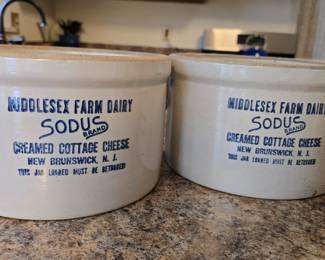 MIDDLESEX FARM DAIRY
SODUS
BRAND
CREAMED COTTAGE CHEESE
NEW BRUNSWICK, N. J.
THIS JAR LOANED MUST BE RETURNED
MIDDLESEX FARM DAIRY
SODUS
BRAND
CREAMED COTTAGE CHEESE
NEW BRUNSWICK, N. J.
THIS JAR LOANED MUST BE RETURNED